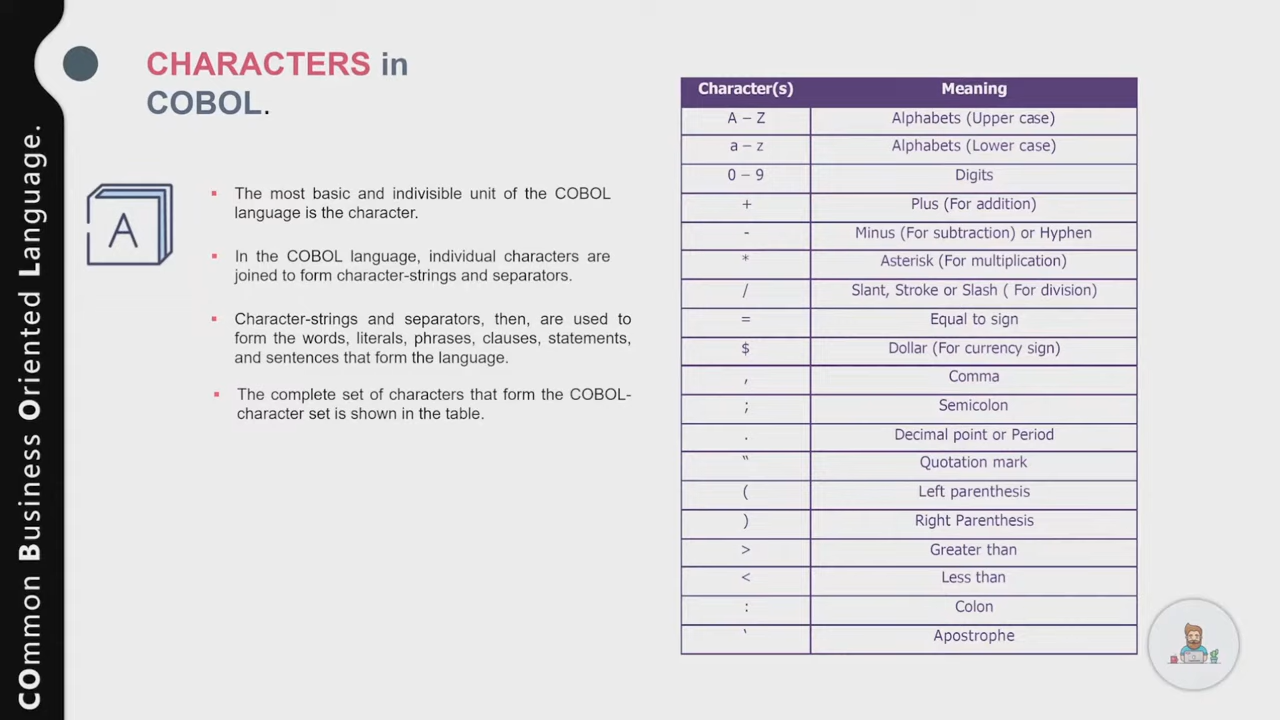 COmmon Business Oriented Language.
CHARACTERS in
COBOL.
A
▪ The most basic and indivisible unit of the COBOL
language is the character.
▪ In the COBOL language, individual characters are
joined to form character-strings and separators.
▪ Character-strings and separators, then, are used to
form the words, literals, phrases, clauses, statements,
and sentences that form the language.
▪ The complete set of characters that form the COBOL-
character set is shown in the table.
Character(s) Meaning
A – Z Alphabets (Upper case)
a – z Alphabets (Lower case)
0 – 9 Digits
+ Plus (For addition)
- Minus (For subtraction) or Hyphen
* Asterisk (For multiplication)
/ Slant, Stroke or Slash ( For division)
= Equal to sign
$ Dollar (For currency sign)
, Comma
; Semicolon
. Decimal point or Period
“ Quotation mark
( Left parenthesis
) Right Parenthesis
> Greater than
< Less than
: Colon
‘ Apostrophe